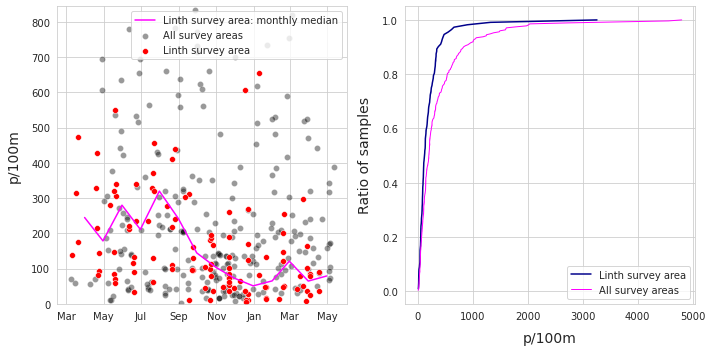 Linth survey area: monthly median
All survey areas
Linth survey area
p/100m
800
700
600
500
400
300
200
100
0
Mar May Jul Sep Nov Jan Mar May
Ratio of samples
1.0
0.8
0.6
0.4
0.2
0.0
Linth survey area
All survey areas
0 1000 2000 3000 4000 5000
p/100m